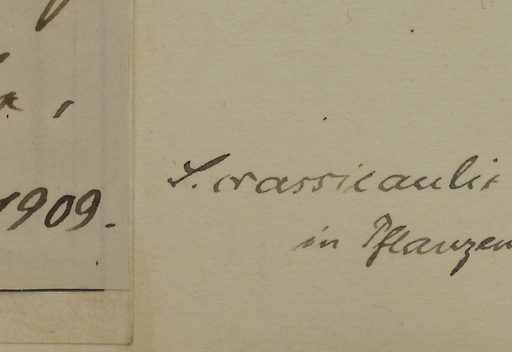 1909.
S. crassicaulis
in Pflanzen